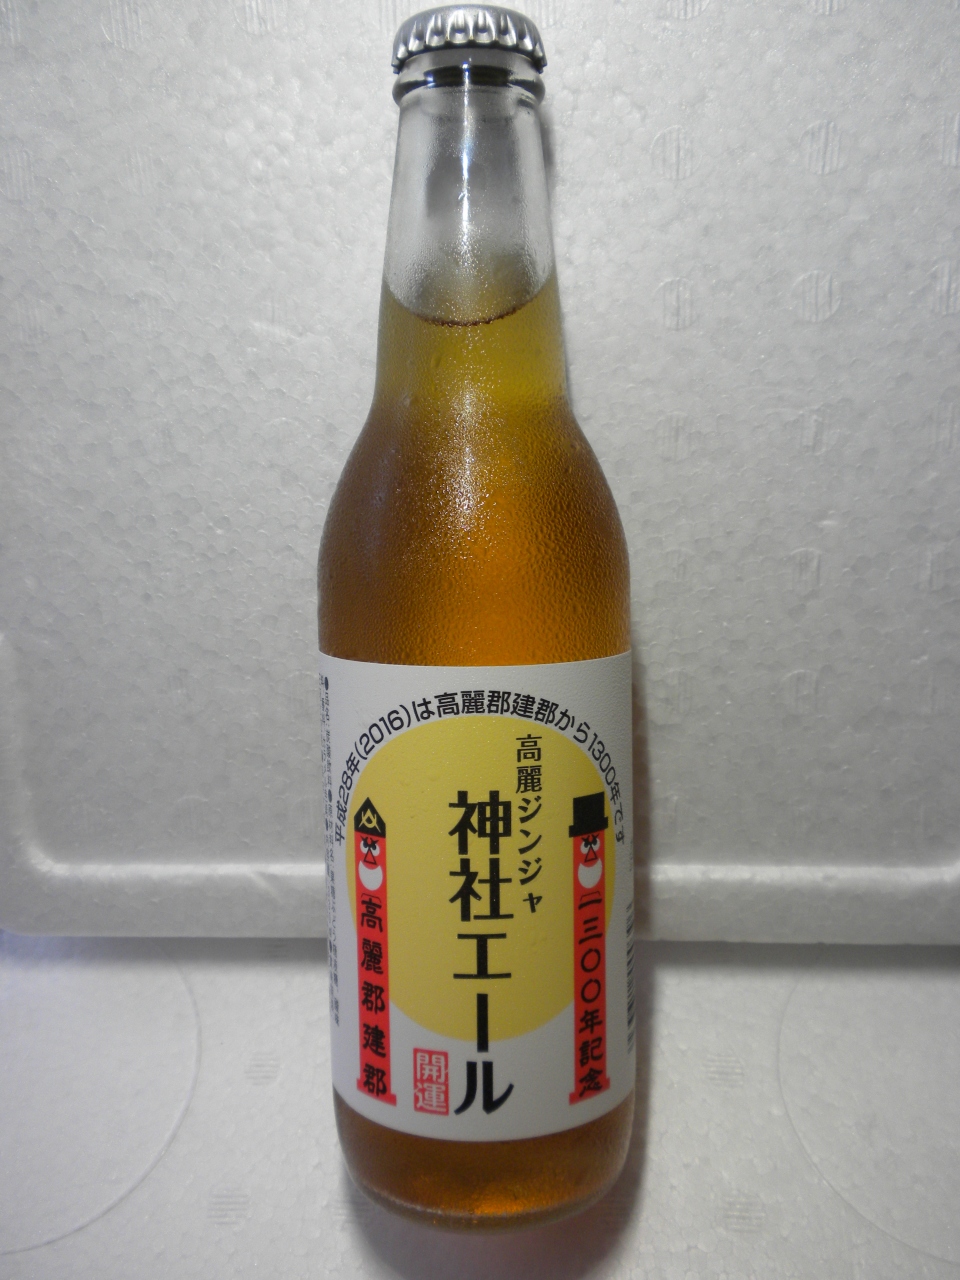 平成28年(2016)は高麗郡建郡から1300年です
高麗ジンジャ
神社エール
開運
高麗郡建郡
一三〇〇年記念